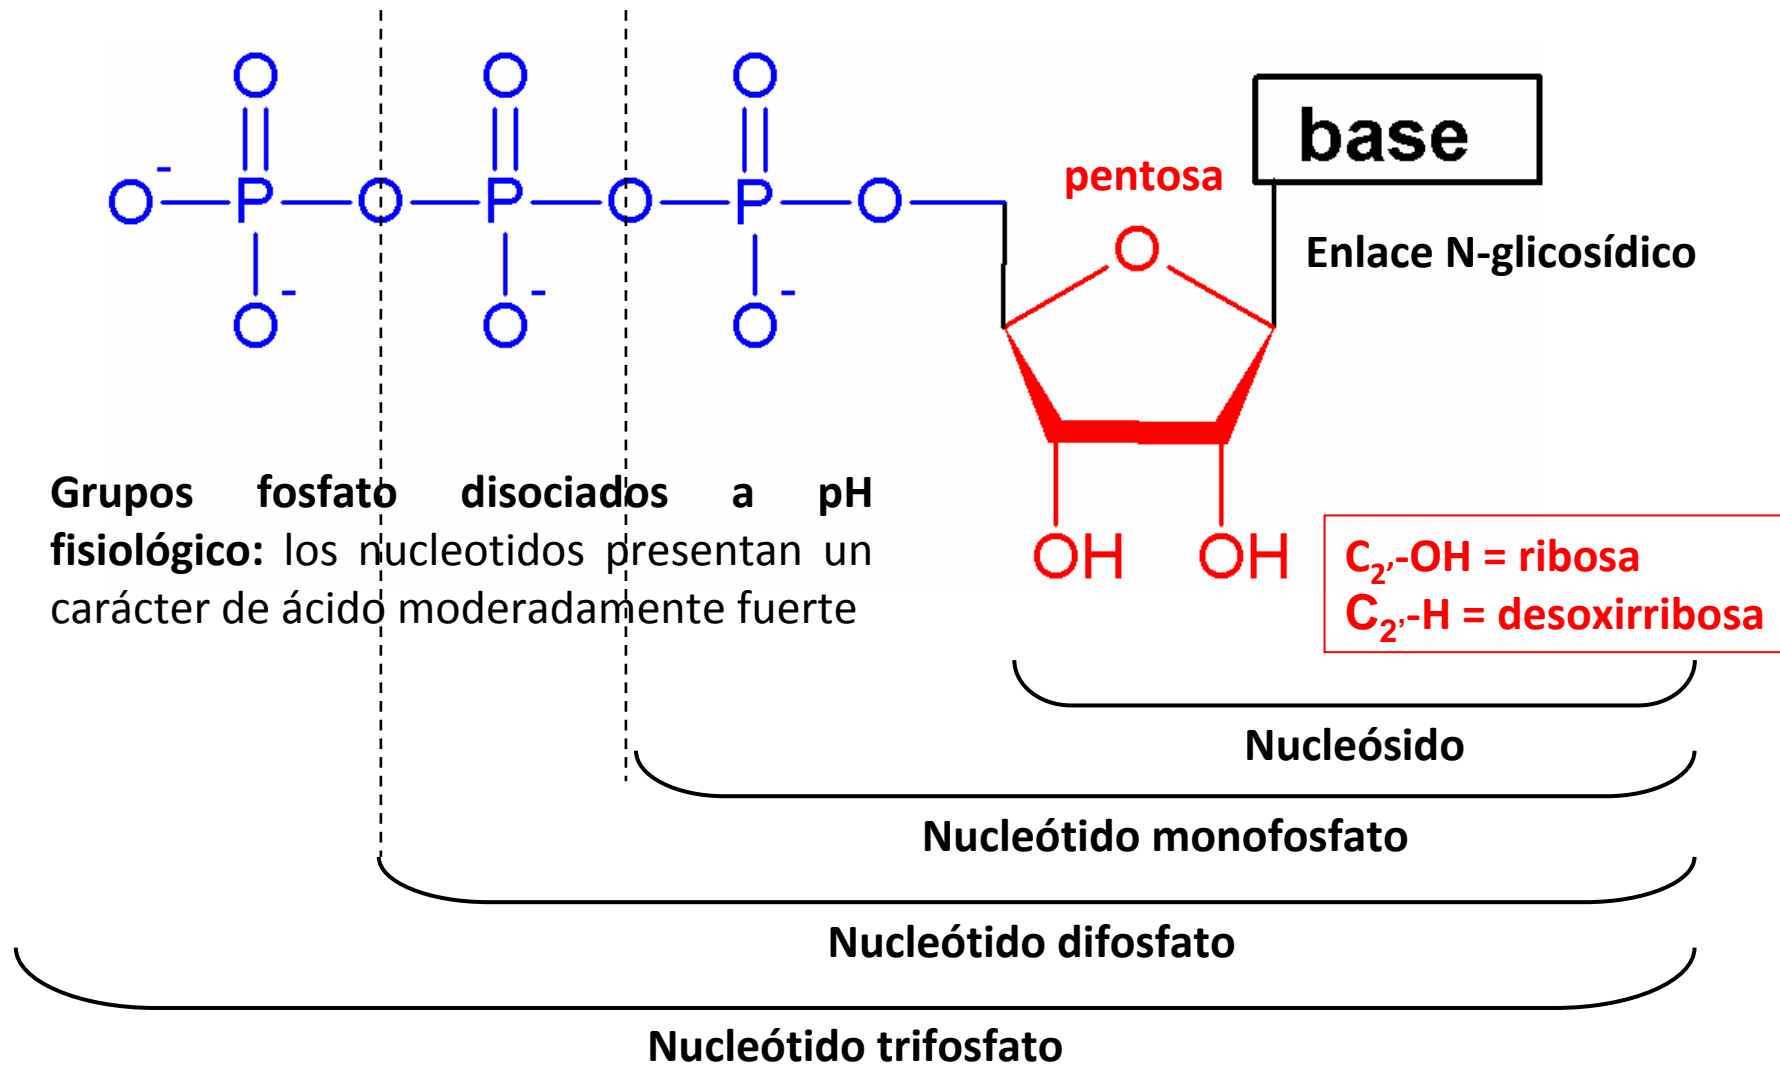 O O O
base
pentosa
O⁻ P O P O P O
O
Enlace N-glicosídico
O⁻ O⁻ O⁻
Grupos fosfato disociados a pH
fisiológico: los nucleotidos presentan un
carácter de ácido moderadamente fuerte
OH OH
C2’-OH = ribosa
C2’-H = desoxirribosa
Nucleósido
Nucleótido monofosfato
Nucleótido difosfato
Nucleótido trifosfato